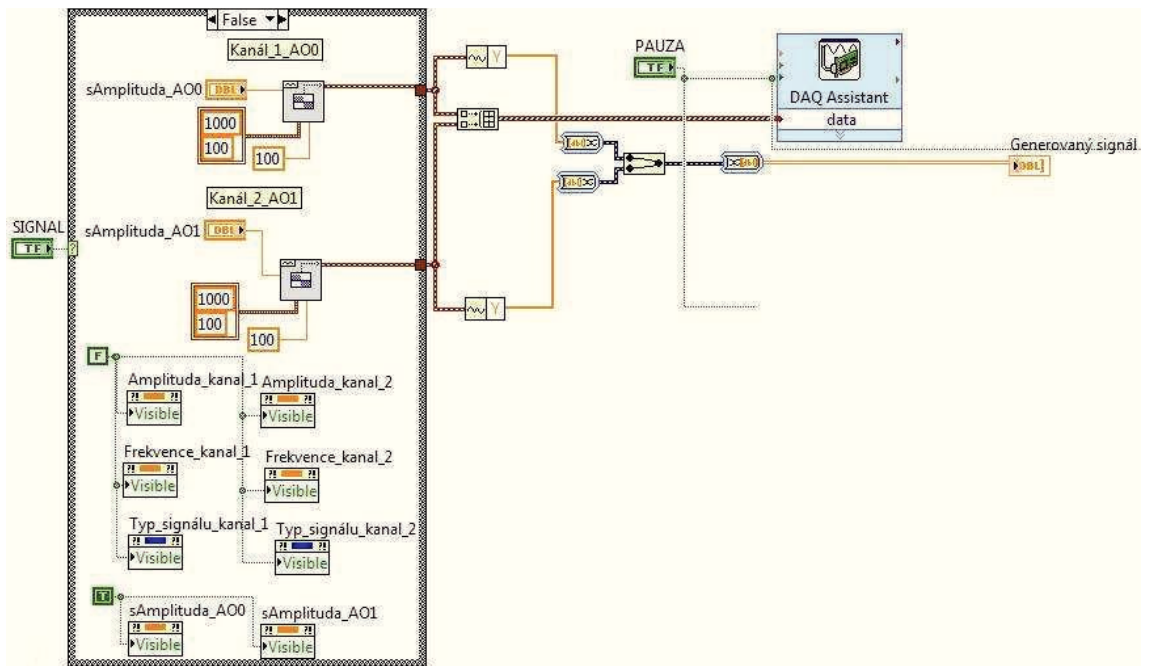 False
Kanál_1_AO0
sAmplituda_AO0
DBL
1000
100
100
Kanál_2_AO1
SIGNAL
TF
?
sAmplituda_AO1
DBL
1000
100
100
F
Amplituda_kanal_1
Visible
Amplituda_kanal_2
Visible
Frekvence_kanal_1
Visible
Frekvence_kanal_2
Visible
Typ_signálu_kanal_1
Visible
Typ_signálu_kanal_2
Visible
T
sAmplituda_AO0
Visible
sAmplituda_AO1
Visible
Y
Y
PAUZA
TF
DAQ Assistant
data
Generovaný signál
DBL]